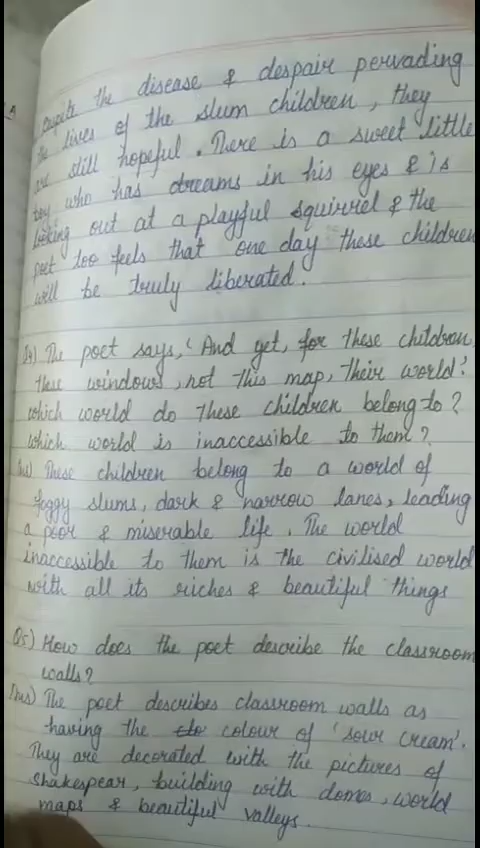 Despite the disease & despair pervading
the lives of the slum children, they
are still hopeful. There is a sweet little
boy who has dreams in his eyes & is
looking out at a playful squirrel & the
poet too feels that one day these children
will be truly liberated.
Q4) The poet says, 'And yet, for these children,
these windows, not this map, their world.'
which world do these children belong to?
which world is inaccessible to them?
Ans) These children belong to a world of
foggy slums, dark & narrow lanes, leading
a poor & miserable life. The world
inaccessible to them is the civilised world
with all its riches & beautiful things
Q5) How does the poet describe the classroom
walls?
Ans) The poet describes classroom walls as
having the colour of 'sour cream'.
They are decorated with the pictures of
Shakespear, building with domes, world
maps & beautiful valleys.